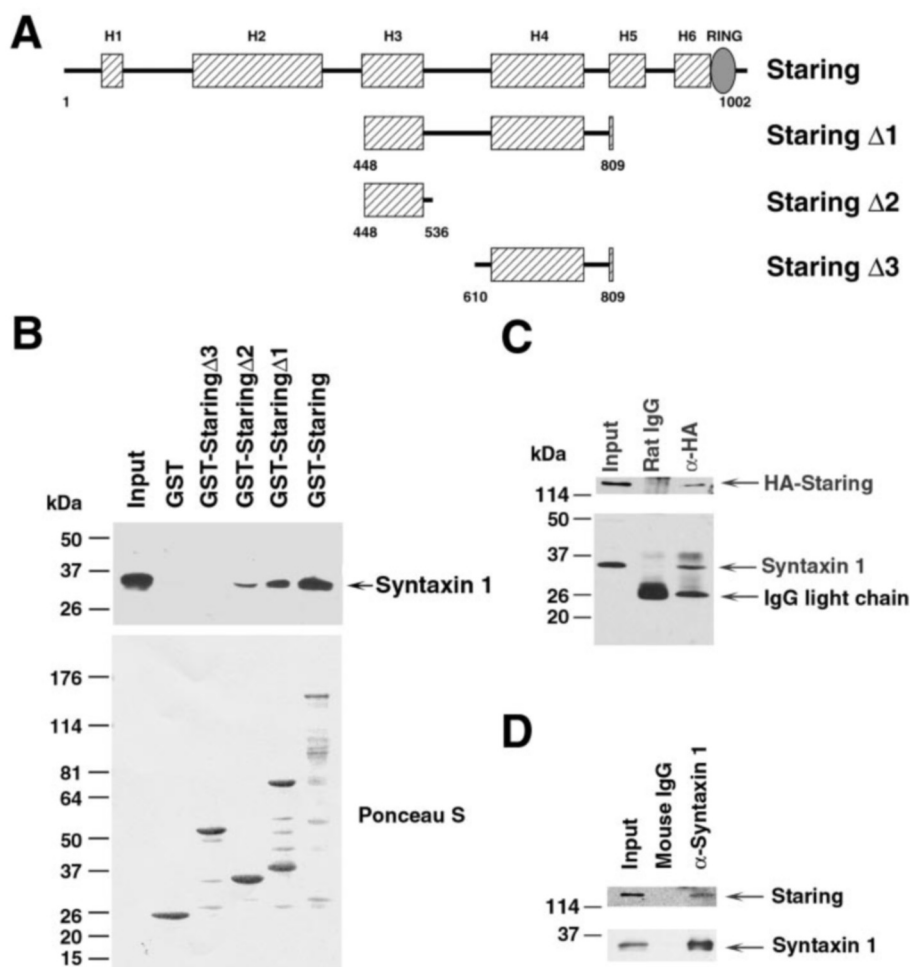 A
H1 H2 H3 H4 H5 H6 RING
Staring
1 1002
Staring Δ1
448 809
Staring Δ2
448 536
Staring Δ3
610 809
B
kDa
Input
GST
GST-StaringΔ3
GST-StaringΔ2
GST-StaringΔ1
GST-Staring
50
37
26
Syntaxin 1
176
114
81
64
50
37
26
20
15
Ponceau S
C
kDa
Input
Rat IgG
α-HA
114
HA-Staring
50
37
26
20
Syntaxin 1
IgG light chain
D
Input
Mouse IgG
α-Syntaxin 1
114
Staring
37
Syntaxin 1